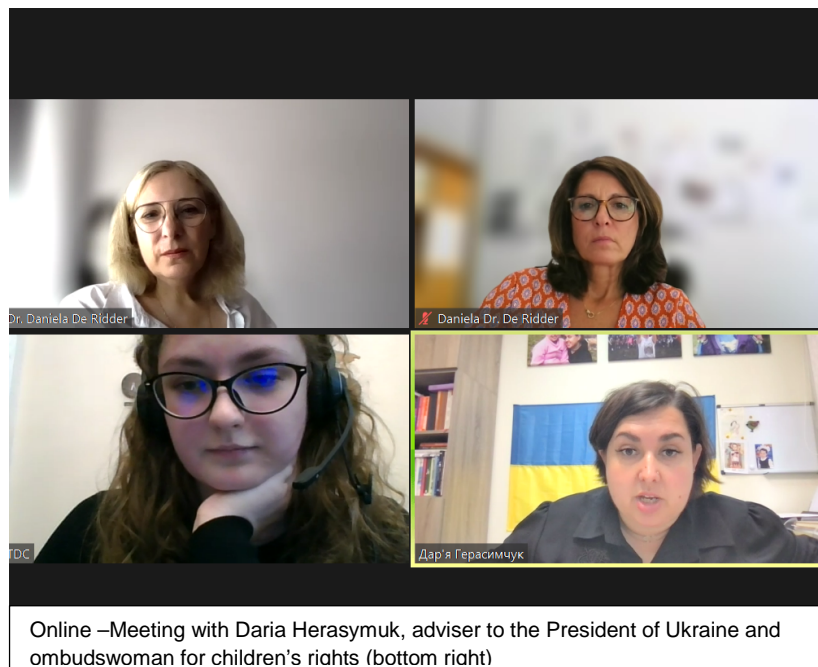 Dr. Daniela De Ridder
Daniela Dr. De Ridder
TDC
Дар'я Герасимчук
Online –Meeting with Daria Herasymuk, adviser to the President of Ukraine and
ombudswoman for children's rights (bottom right)